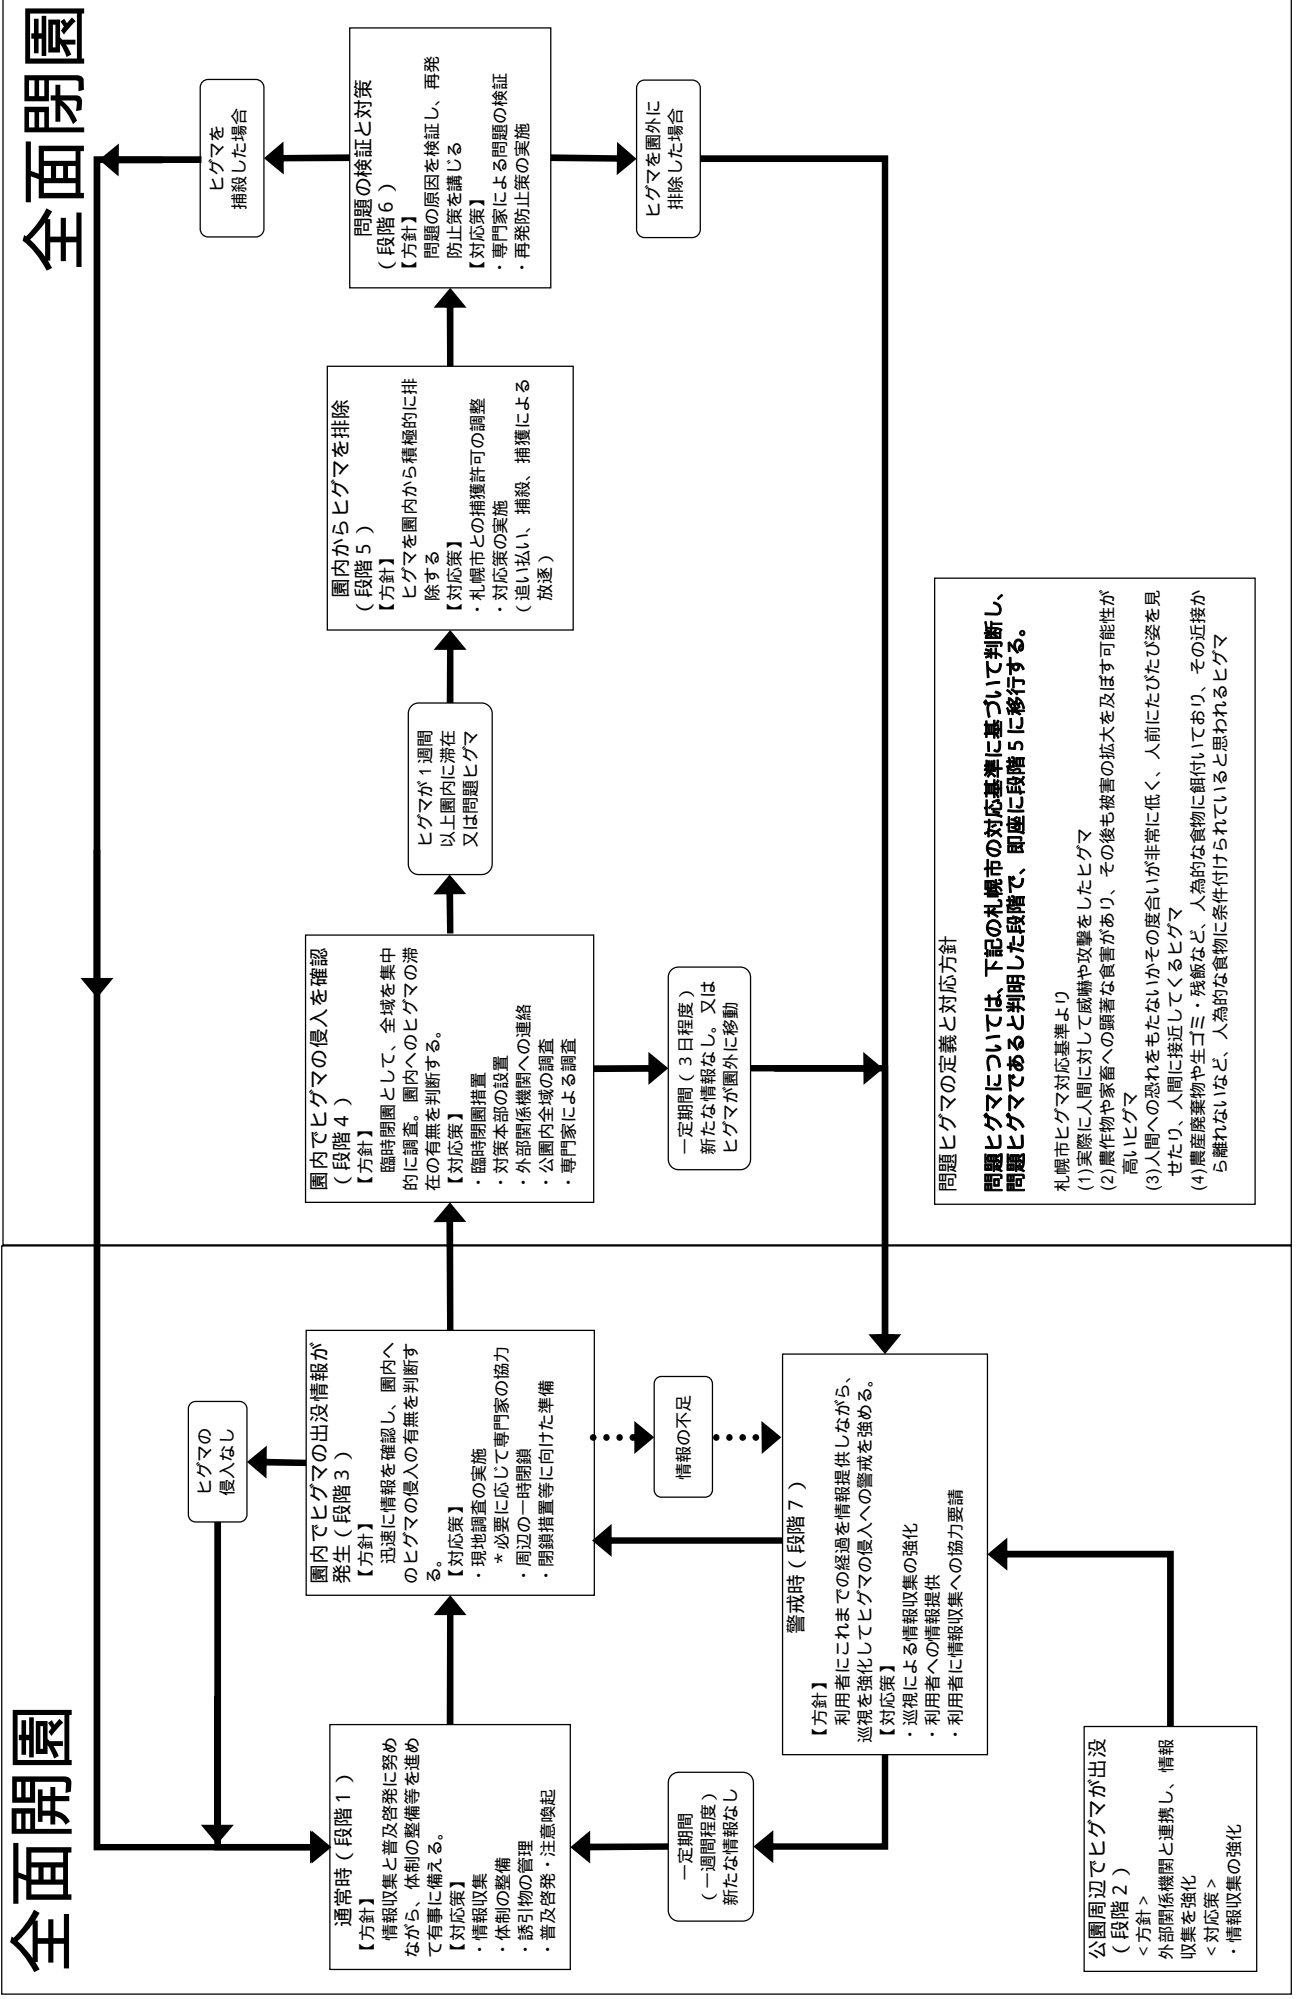 全面開園
全面閉園
通常時（段階１）
【方針】
情報収集と普及啓発に努め
ながら、体制の整備等を進め
て有事に備える。
【対応策】
・情報収集
・体制の整備
・誘引物の管理
・普及啓発・注意喚起
ヒグマの
侵入なし
園内でヒグマの出没情報が
発生（段階３）
【方針】
迅速に情報を確認し、園内へ
のヒグマの侵入の有無を判断す
る。
【対応策】
・現地調査の実施
＊必要に応じて専門家の協力
・周辺の一時閉鎖
・閉鎖措置等に向けた準備
園内でヒグマの侵入を確認
（段階４）
【方針】
臨時閉園として、全域を集中
的に調査。園内へのヒグマの滞
在の有無を判断する。
【対応策】
・臨時閉園措置
・対策本部の設置
・外部関係機関への連絡
・公園内全域の調査
・専門家による調査
ヒグマが１週間
以上園内に滞在
又は問題ヒグマ
園内からヒグマを排除
（段階５）
【方針】
ヒグマを園内から積極的に排
除する
【対応策】
・札幌市との捕獲許可の調整
・対応策の実施
（追い払い、捕殺、捕獲による
放逐）
ヒグマを
捕殺した場合
問題の検証と対策
（段階６）
【方針】
問題の原因を検証し、再発
防止策を講じる
【対応策】
・専門家による問題の検証
・再発防止策の実施
ヒグマを園外に
排除した場合
一定期間
（一週間程度）
新たな情報なし
情報の不足
一定期間（３日程度）
新たな情報なし。又は
ヒグマが園外に移動
警戒時（段階７）
【方針】
利用者にこれまでの経過を情報提供しながら、
巡視を強化してヒグマの侵入への警戒を強める。
【対応策】
・巡視による情報収集の強化
・利用者への情報提供
・利用者に情報収集への協力要請
公園周辺でヒグマが出没
（段階２）
＜方針＞
外部関係機関と連携し、情報
収集を強化
＜対応策＞
・情報収集の強化
問題ヒグマの定義と対応方針
問題ヒグマについては、下記の札幌市の対応基準に基づいて判断し、
問題ヒグマであると判明した段階で、即座に段階５に移行する。
札幌市ヒグマ対応基準より
(1)実際に人間に対して威嚇や攻撃をしたヒグマ
(2)農作物や家畜への顕著な食害があり、その後も被害の拡大を及ぼす可能性が
高いヒグマ
(3)人間への恐れをもたないかその度合いが非常に低く、人前にたびたび姿を見
せたり、人間に接近してくるヒグマ
(4)農産廃棄物や生ゴミ・残飯など、人為的な食物に餌付いており、その近接か
ら離れないなど、人為的な食物に条件付けられていると思われるヒグマ